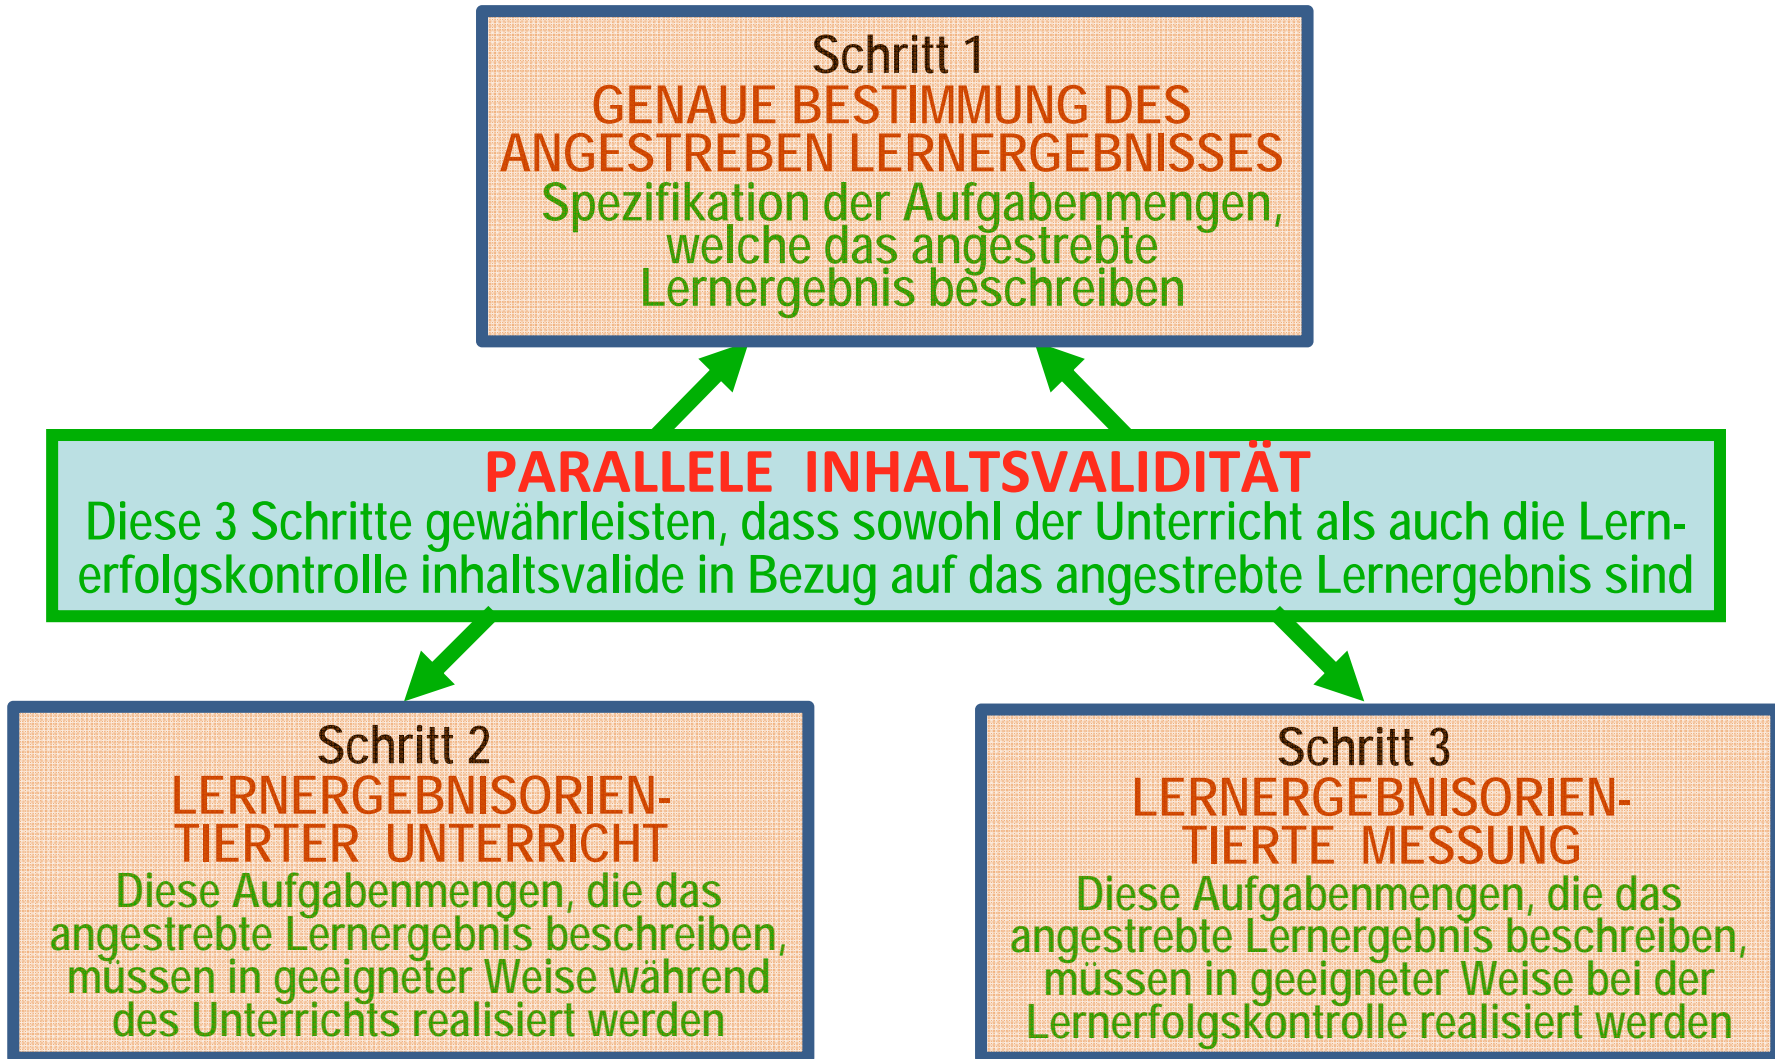 Schritt 1
GENAUE BESTIMMUNG DES
ANGESTREBEN LERNERGEBNISSES
Spezifikation der Aufgabenmengen,
welche das angestrebte
Lernergebnis beschreiben
PARALLELE INHALTSVALIDITÄT
Diese 3 Schritte gewährleisten, dass sowohl der Unterricht als auch die Lern-
erfolgskontrolle inhaltsvalide in Bezug auf das angestrebte Lernergebnis sind
Schritt 2
LERNERGEBNISORIEN-
TIERTER UNTERRICHT
Diese Aufgabenmengen, die das
angestrebte Lernergebnis beschreiben,
müssen in geeigneter Weise während
des Unterrichts realisiert werden
Schritt 3
LERNERGEBNISORIEN-
TIERTE MESSUNG
Diese Aufgabenmengen, die das
angestrebte Lernergebnis beschreiben,
müssen in geeigneter Weise bei der
Lernerfolgskontrolle realisiert werden